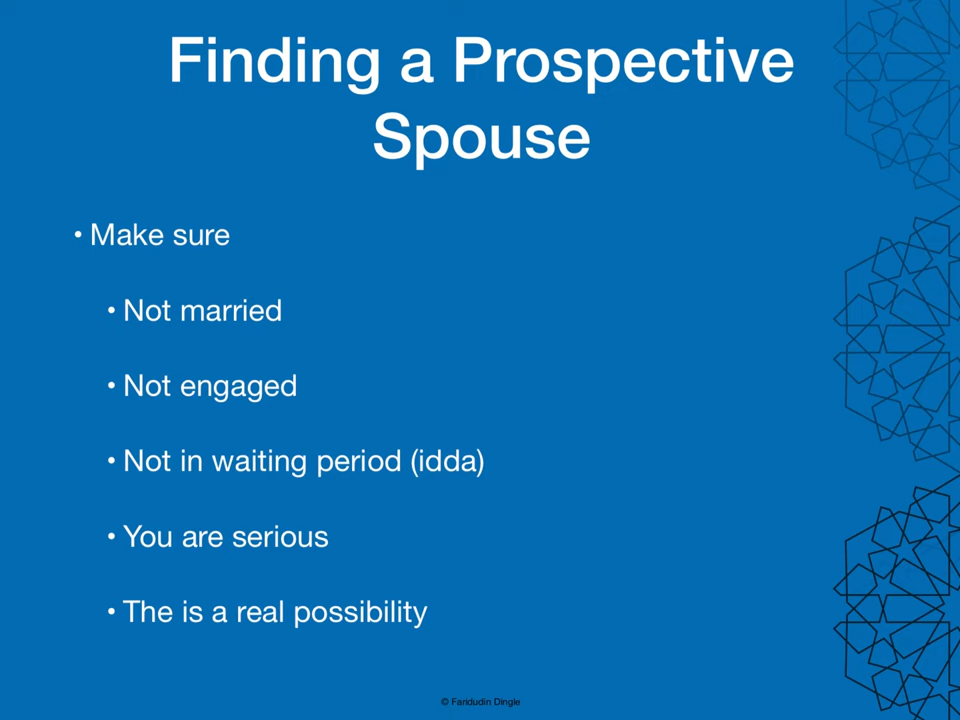 Finding a Prospective
Spouse
• Make sure
• Not married
• Not engaged
• Not in waiting period (idda)
• You are serious
• The is a real possibility
© Faridudin Dingle